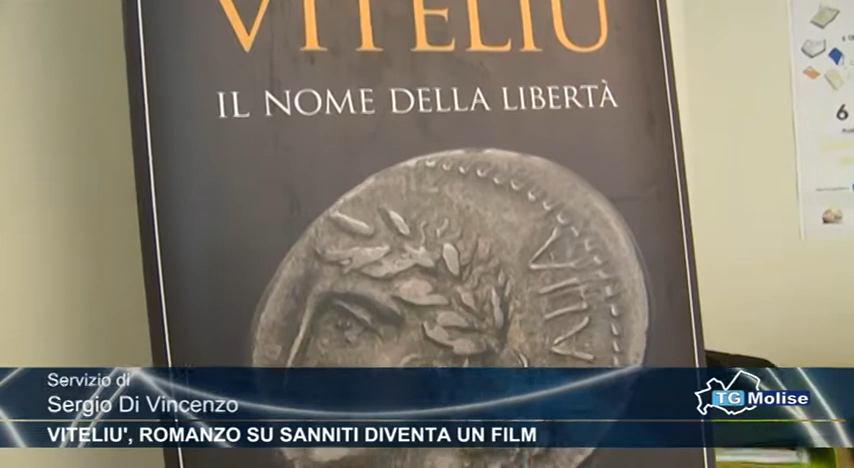 VITELIU
IL NOME DELLA LIBERTÀ
6
Servizio di
Sergio Di Vincenzo
TG Molise
VITELIU', ROMANZO SU SANNITI DIVENTA UN FILM